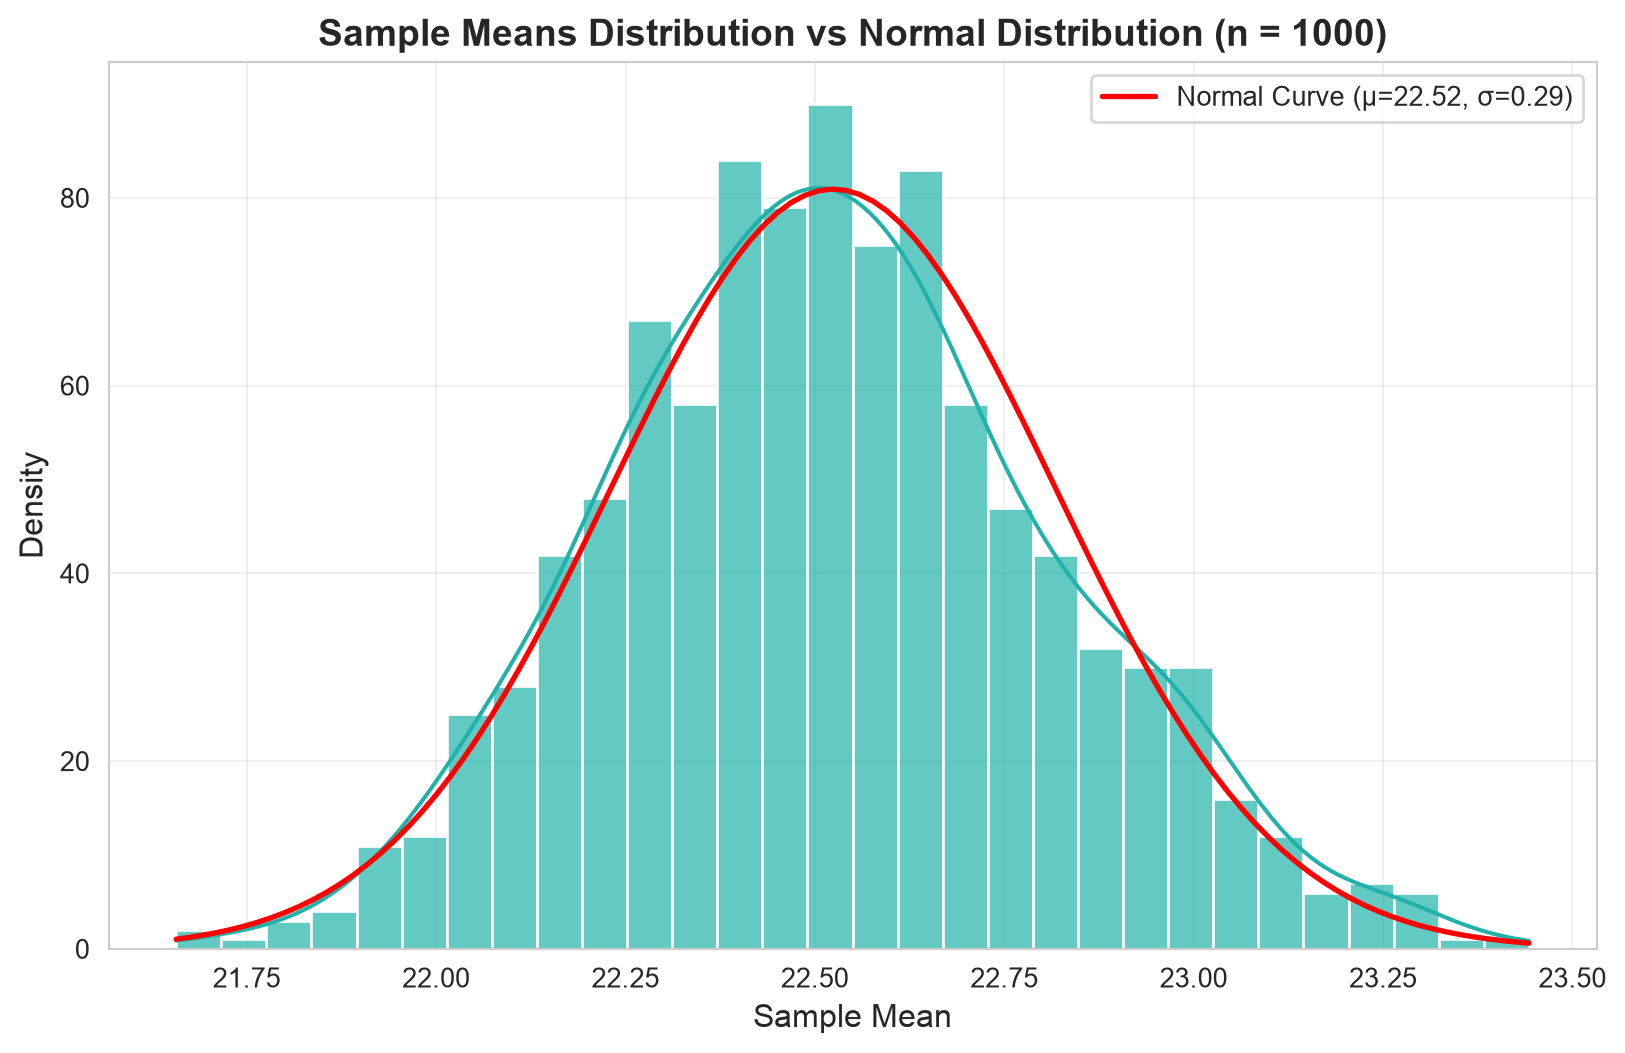 Sample Means Distribution vs Normal Distribution (n = 1000)
Normal Curve (μ=22.52, σ=0.29)
Density
80
60
40
20
0
21.75 22.00 22.25 22.50 22.75 23.00 23.25 23.50
Sample Mean